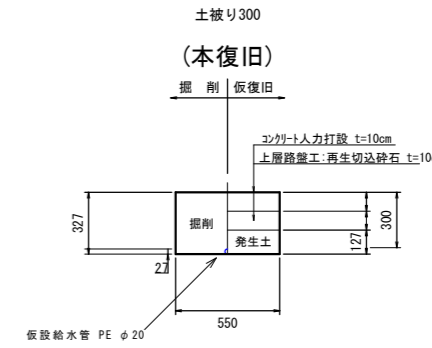 土被り300
(本復旧)
掘 削 仮復旧
コンクリート人力打設 t=10cm
上層路盤工:再生切込砕石 t=10
327
掘削
発生土
300
127
27
550
仮設給水管 PE φ20